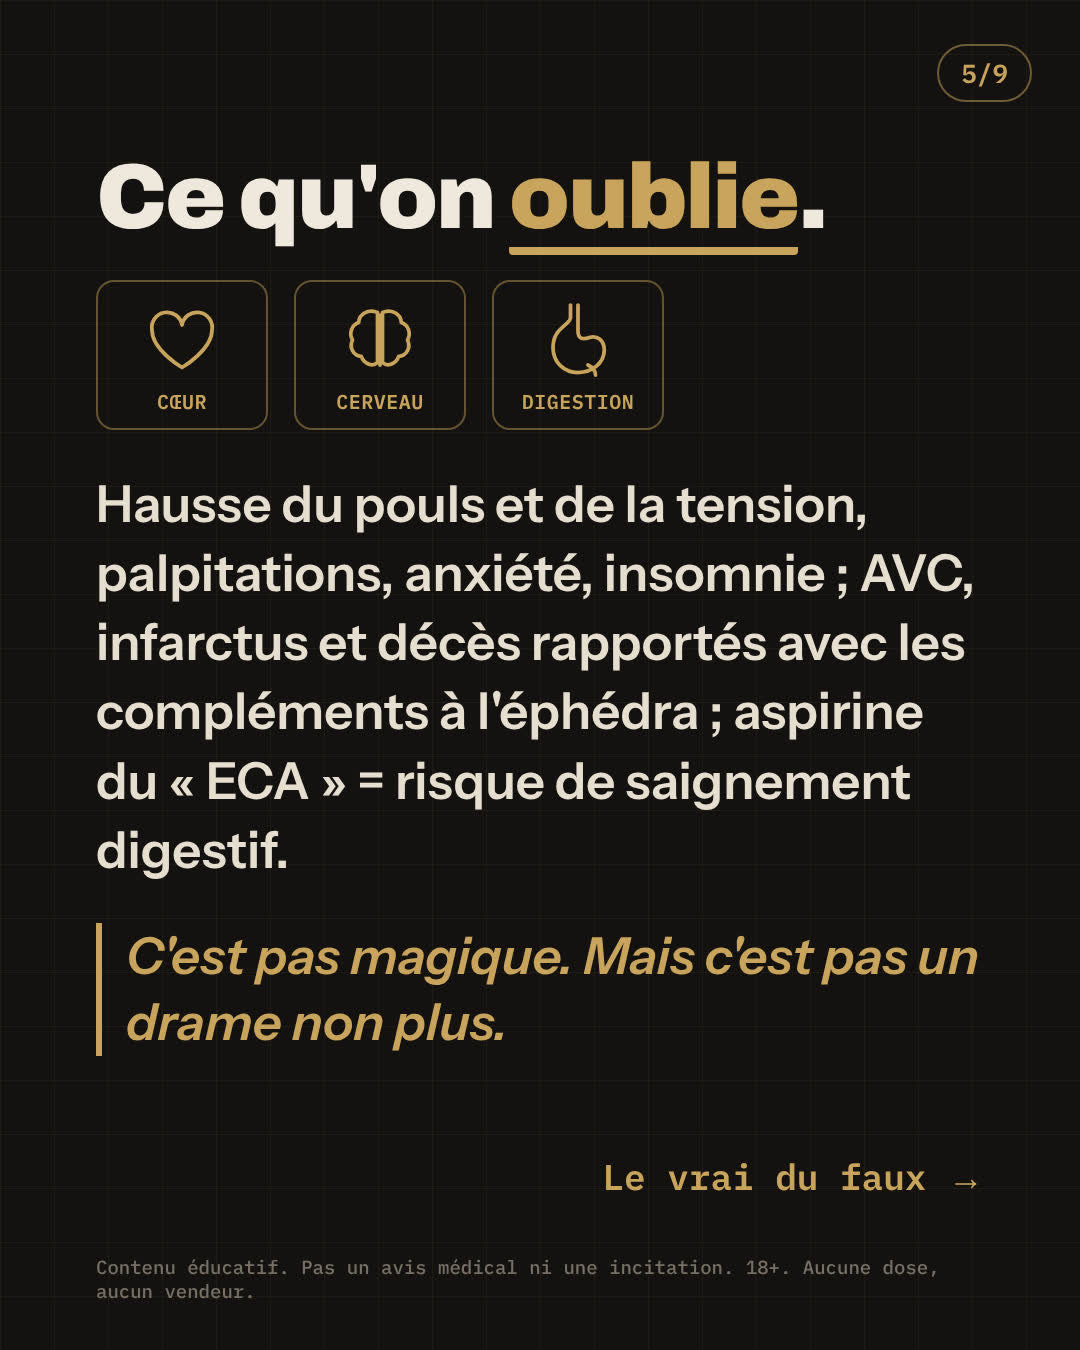 5/9
Ce qu'on oublie.
CŒUR
CERVEAU
DIGESTION
Hausse du pouls et de la tension,
palpitations, anxiété, insomnie ; AVC,
infarctus et décès rapportés avec les
compléments à l'éphédra ; aspirine
du « ECA » = risque de saignement
digestif.
C'est pas magique. Mais c'est pas un
drame non plus.
Le vrai du faux →
Contenu éducatif. Pas un avis médical ni une incitation. 18+. Aucune dose,
aucun vendeur.